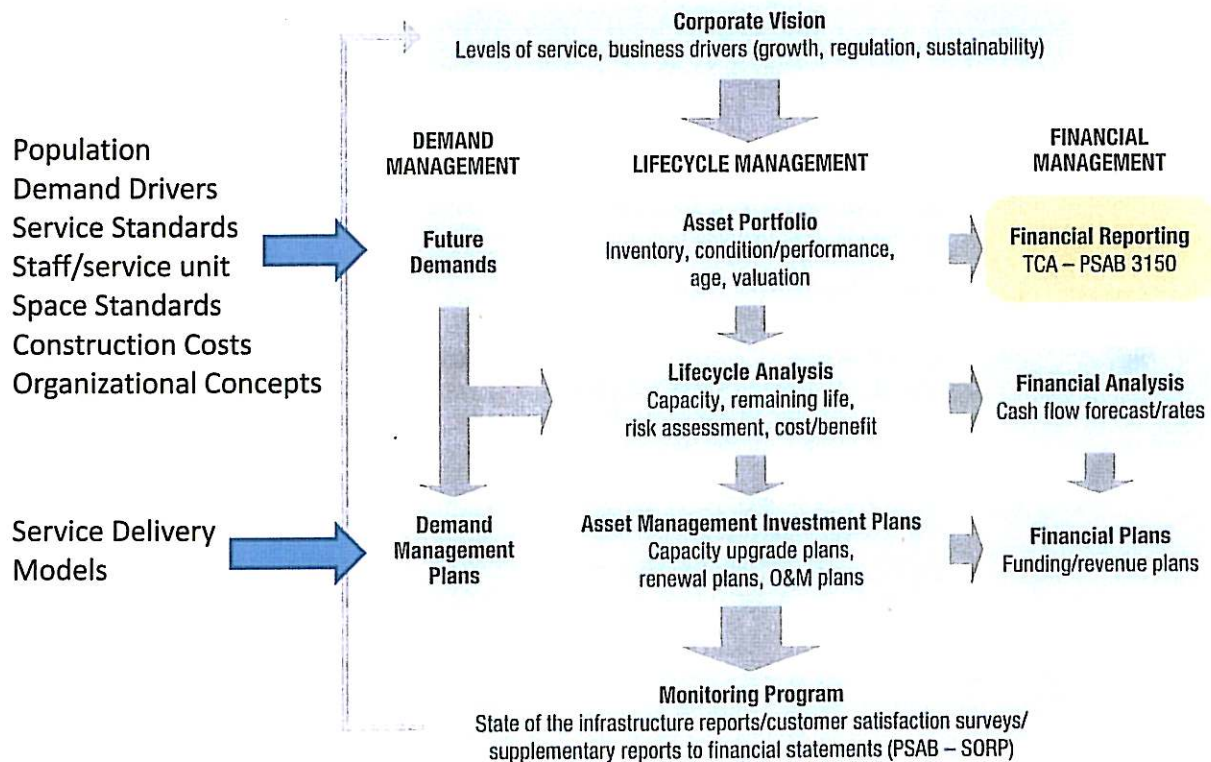 Corporate Vision
Levels of service, business drivers (growth, regulation, sustainability)
Population
Demand Drivers
Service Standards
Staff/service unit
Space Standards
Construction Costs
Organizational Concepts
Service Delivery
Models
DEMAND
MANAGEMENT
Future
Demands
Demand
Management
Plans
LIFECYCLE MANAGEMENT
Asset Portfolio
Inventory, condition/performance,
age, valuation
Lifecycle Analysis
Capacity, remaining life,
risk assessment, cost/benefit
Asset Management Investment Plans
Capacity upgrade plans,
renewal plans, O&M plans
FINANCIAL
MANAGEMENT
Financial Reporting
TCA – PSAB 3150
Financial Analysis
Cash flow forecast/rates
Financial Plans
Funding/revenue plans
Monitoring Program
State of the infrastructure reports/customer satisfaction surveys/
supplementary reports to financial statements (PSAB – SORP)